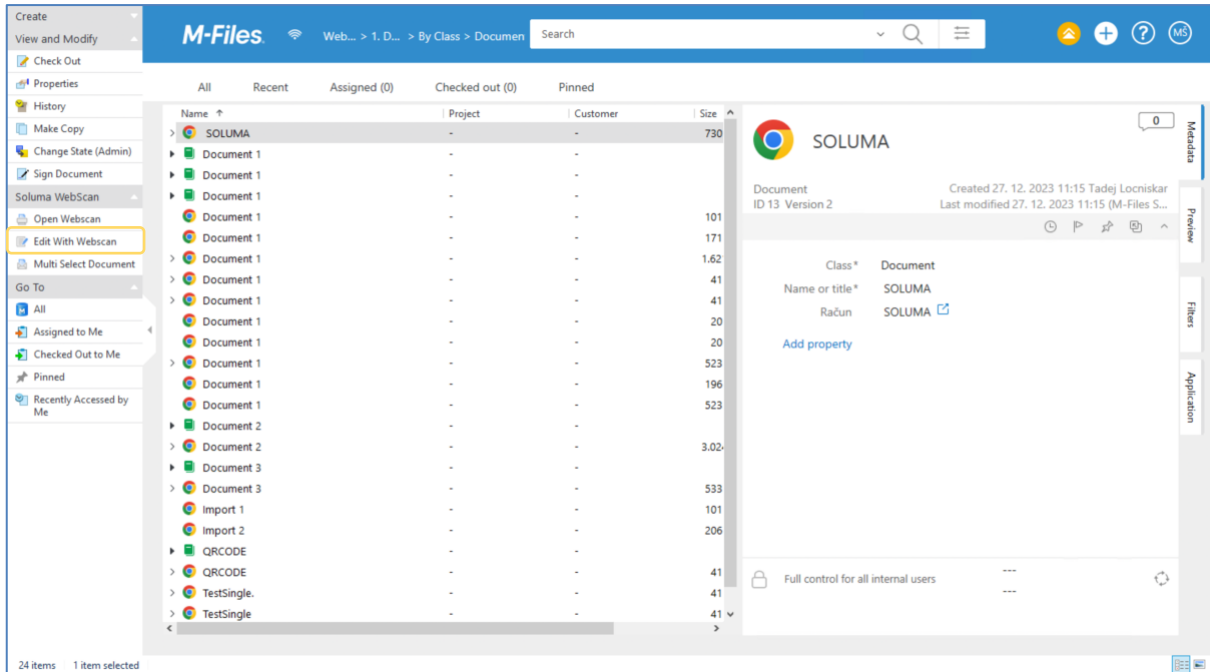 Create
View and Modify
Check Out
Properties
History
Make Copy
Change State (Admin)
Sign Document
Soluma WebScan
Open Webscan
Edit With Webscan
Multi Select Document
Go To
All
Assigned to Me
Checked Out to Me
Pinned
Recently Accessed by
Me
M-Files
Web... > 1. D... > By Class > Documen
Search
MŠ
All Recent Assigned (0) Checked out (0) Pinned
Name Project Customer Size
SOLUMA - - 730
Document 1 - -
Document 1 - -
Document 1 - -
Document 1 - - 101
Document 1 - - 171
Document 1 - - 1.62
Document 1 - - 41
Document 1 - - 41
Document 1 - - 20
Document 1 - - 20
Document 1 - - 523
Document 1 - - 196
Document 1 - - 523
Document 2 - -
Document 2 - - 3.02
Document 3 - -
Document 3 - - 533
Import 1 - - 101
Import 2 - - 206
QRCODE - -
QRCODE - - 41
TestSingle. - - 41
TestSingle - - 41
SOLUMA
0
Document
ID 13 Version 2
Created 27. 12. 2023 11:15 Tadej Locniskar
Last modified 27. 12. 2023 11:15 (M-Files S...
Class* Document
Name or title* SOLUMA
Račun SOLUMA
Add property
Full control for all internal users
---
---
Metadata
Preview
Filters
Application
24 items 1 item selected